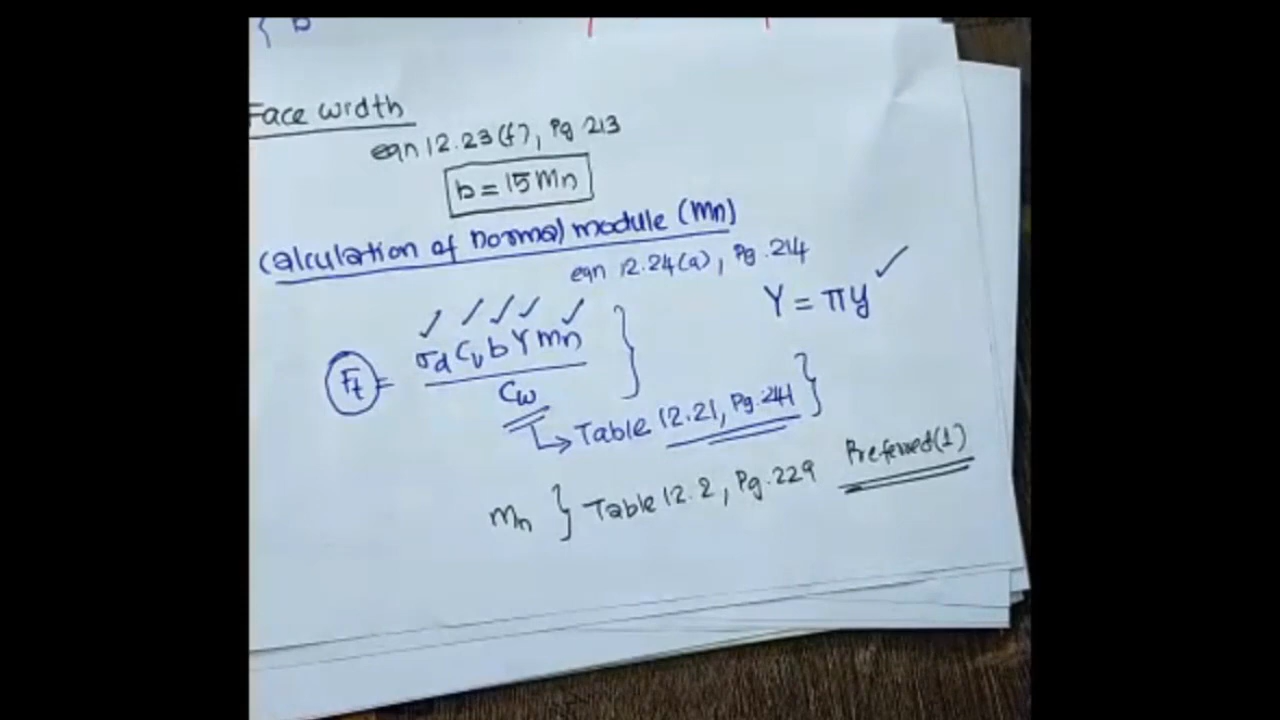 Face width
eqn 12.23(f), Pg 213
b = 15 Mn
Calculation of normal module (Mn)
eqn 12.24(a), Pg.214
Y = πy ✓
Ft = σd Cv b Y mn / Cw
Table 12.21, Pg.241
mn } Table 12.2, Pg.229 Preferred(1)